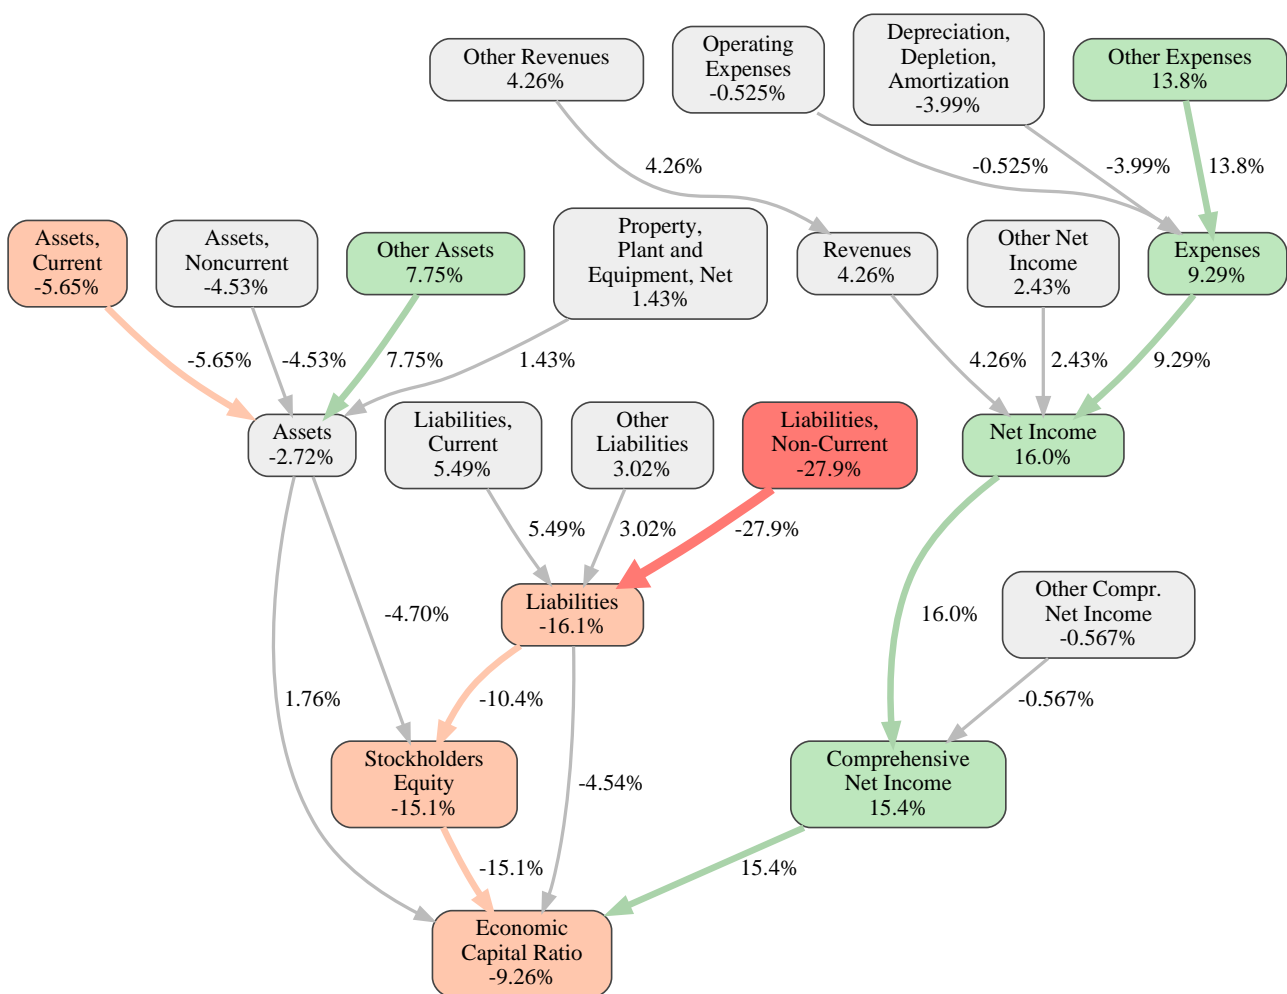 Other Revenues
4.26%
Operating
Expenses
-0.525%
Depreciation,
Depletion,
Amortization
-3.99%
Other Expenses
13.8%
4.26%
-0.525%
-3.99%
13.8%
Assets,
Current
-5.65%
Assets,
Noncurrent
-4.53%
Other Assets
7.75%
Property,
Plant and
Equipment, Net
1.43%
Revenues
4.26%
Other Net
Income
2.43%
Expenses
9.29%
-5.65%
-4.53%
7.75%
1.43%
4.26%
2.43%
9.29%
Assets
-2.72%
Liabilities,
Current
5.49%
Other
Liabilities
3.02%
Liabilities,
Non-Current
-27.9%
Net Income
16.0%
5.49%
3.02%
-27.9%
Liabilities
-16.1%
Other Compr.
Net Income
-0.567%
-4.70%
16.0%
1.76%
-10.4%
-0.567%
Stockholders
Equity
-15.1%
-4.54%
Comprehensive
Net Income
15.4%
-15.1%
15.4%
Economic
Capital Ratio
-9.26%